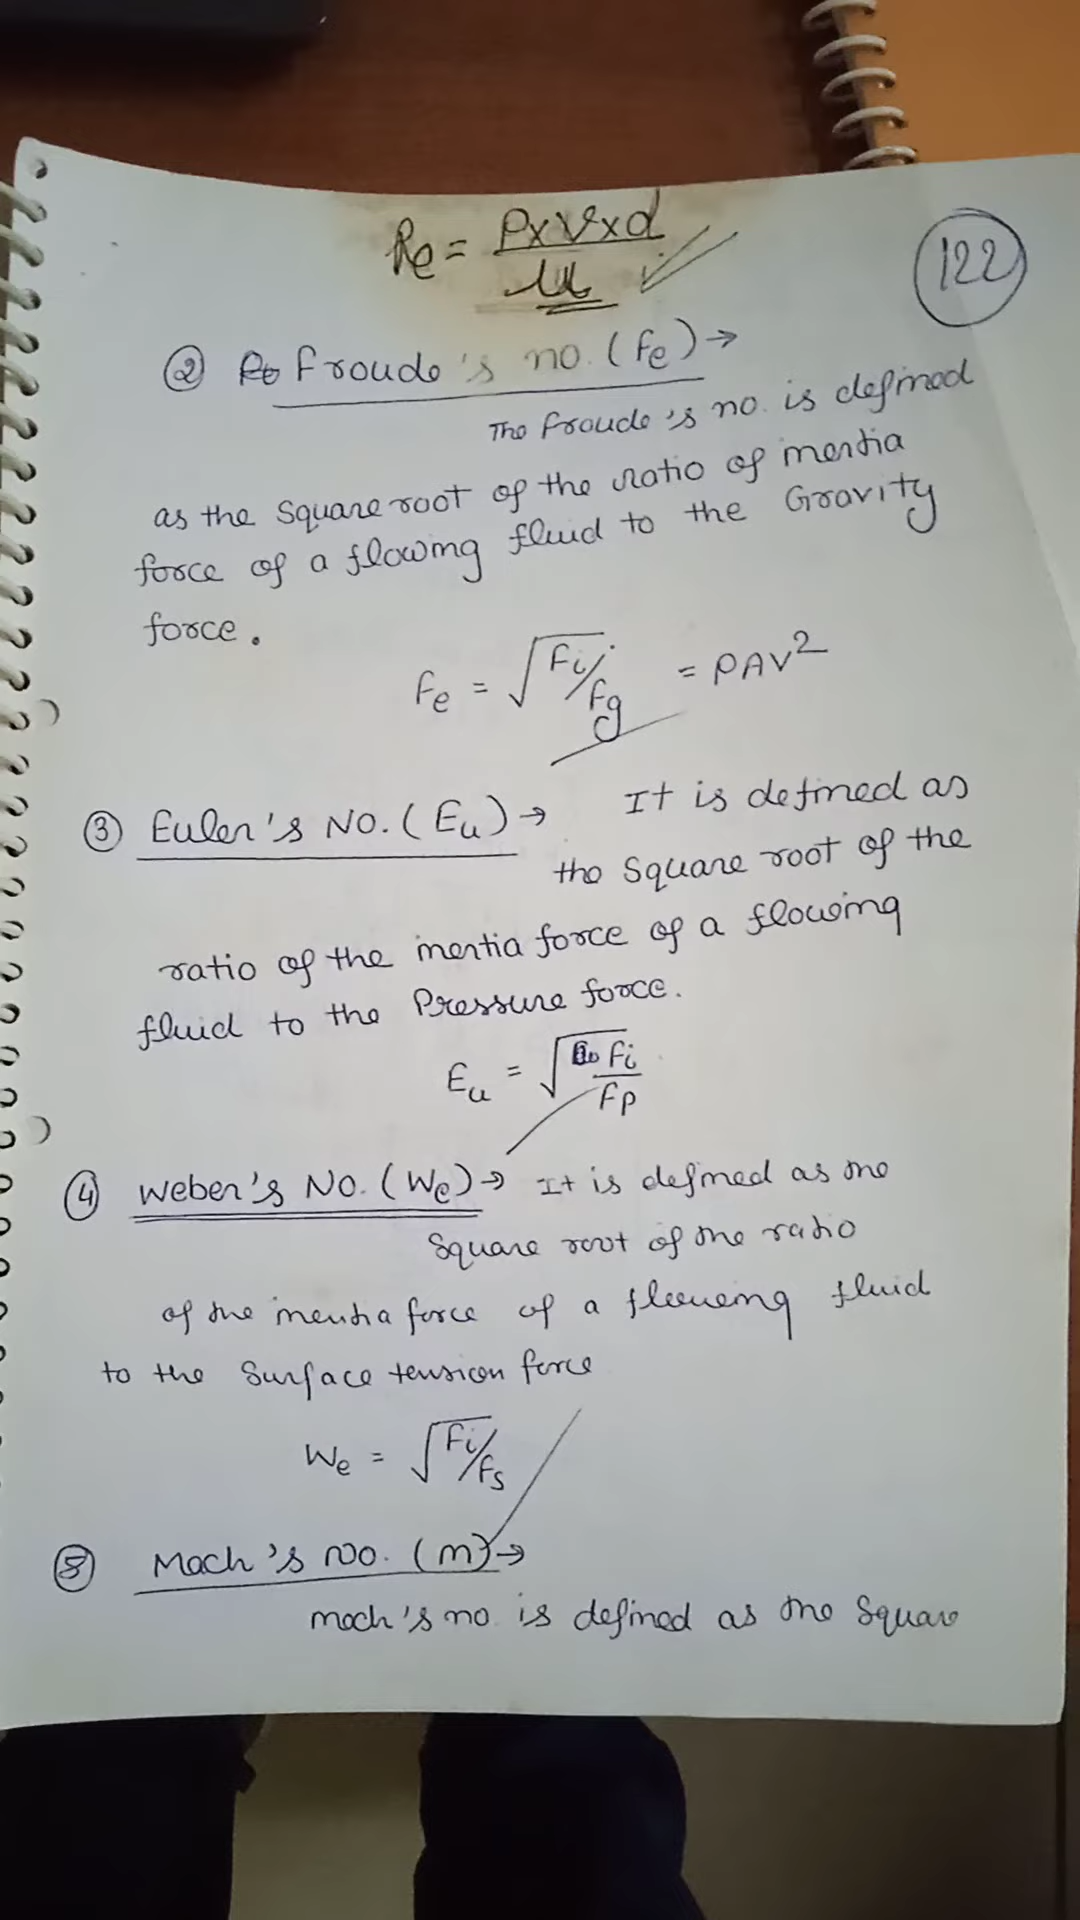 Re = ρxVxd / μ
122
② Froude's no. (Fe) →
The Froude's no. is defined
as the Square root of the ratio of inertia
force of a flowing fluid to the Gravity
force.
Fe = √Fi/Fg = ρAV²
③ Euler's No. (Eu) → It is defined as
the Square root of the
ratio of the inertia force of a flowing
fluid to the Pressure force.
Eu = √Fi/Fp
④ Weber's No. (We) → It is defined as the
Square root of the ratio
of the inertia force of a flowing fluid
to the Surface tension force
We = √Fi/Fs
⑤ Mach's No. (m) →
mach's no. is defined as the Square